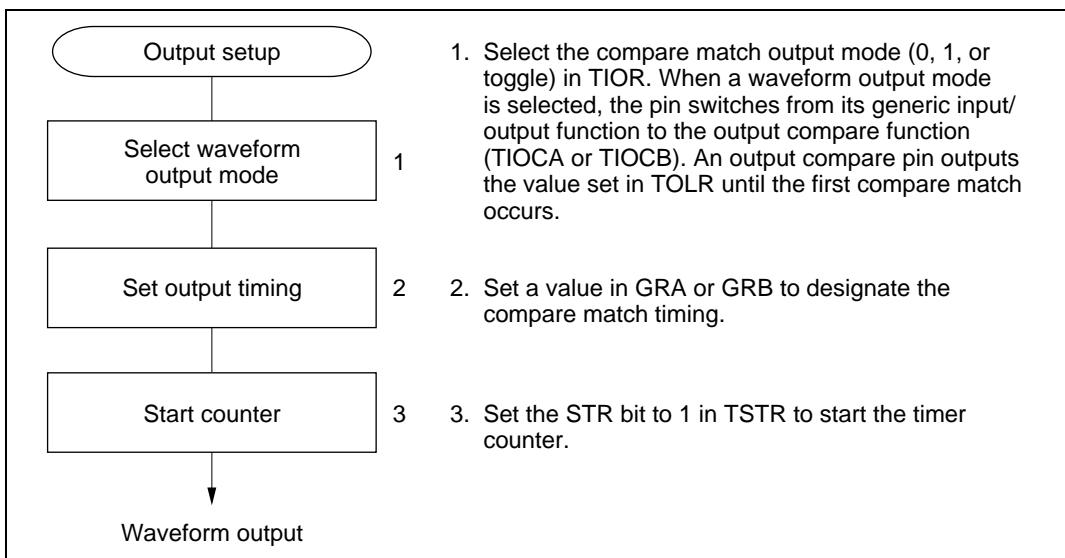 Output setup
Select waveform
output mode
1
Set output timing
2
Start counter
3
Waveform output
1. Select the compare match output mode (0, 1, or
toggle) in TIOR. When a waveform output mode
is selected, the pin switches from its generic input/
output function to the output compare function
(TIOCA or TIOCB). An output compare pin outputs
the value set in TOLR until the first compare match
occurs.
2. Set a value in GRA or GRB to designate the
compare match timing.
3. Set the STR bit to 1 in TSTR to start the timer
counter.